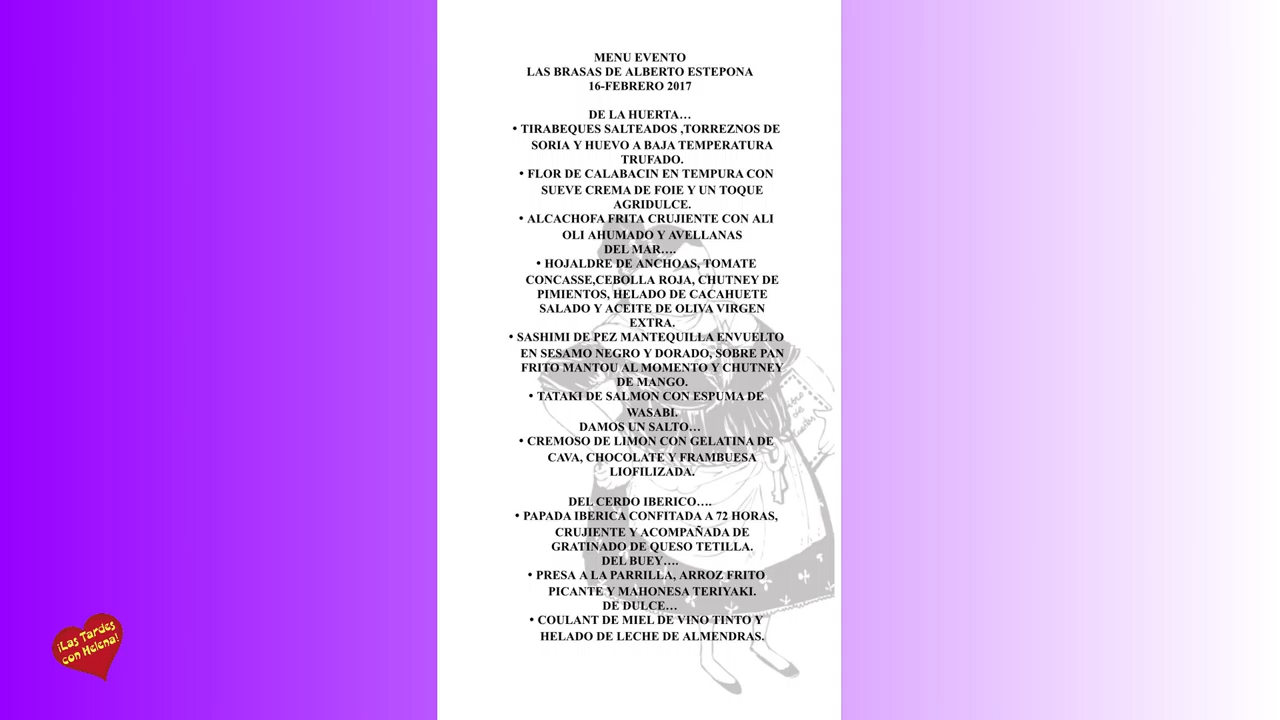 MENU EVENTO
LAS BRASAS DE ALBERTO ESTEPONA
16-FEBRERO 2017
DE LA HUERTA…
• TIRABEQUES SALTEADOS ,TORREZNOS DE
SORIA Y HUEVO A BAJA TEMPERATURA
TRUFADO.
• FLOR DE CALABACIN EN TEMPURA CON
SUEVE CREMA DE FOIE Y UN TOQUE
AGRIDULCE.
• ALCACHOFA FRITA CRUJIENTE CON ALI
OLI AHUMADO Y AVELLANAS
DEL MAR….
• HOJALDRE DE ANCHOAS, TOMATE
CONCASSE,CEBOLLA ROJA, CHUTNEY DE
PIMIENTOS, HELADO DE CACAHUETE
SALADO Y ACEITE DE OLIVA VIRGEN
EXTRA.
• SASHIMI DE PEZ MANTEQUILLA ENVUELTO
EN SESAMO NEGRO Y DORADO, SOBRE PAN
FRITO MANTOU AL MOMENTO Y CHUTNEY
DE MANGO.
• TATAKI DE SALMON CON ESPUMA DE
WASABI.
DAMOS UN SALTO…
• CREMOSO DE LIMON CON GELATINA DE
CAVA, CHOCOLATE Y FRAMBUESA
LIOFILIZADA.
DEL CERDO IBERICO….
• PAPADA IBERICA CONFITADA A 72 HORAS,
CRUJIENTE Y ACOMPAÑADA DE
GRATINADO DE QUESO TETILLA.
DEL BUEY….
• PRESA A LA PARRILLA, ARROZ FRITO
PICANTE Y MAHONESA TERIYAKI.
DE DULCE…
• COULANT DE MIEL DE VINO TINTO Y
HELADO DE LECHE DE ALMENDRAS.
¡Las Tardes
con Helena!